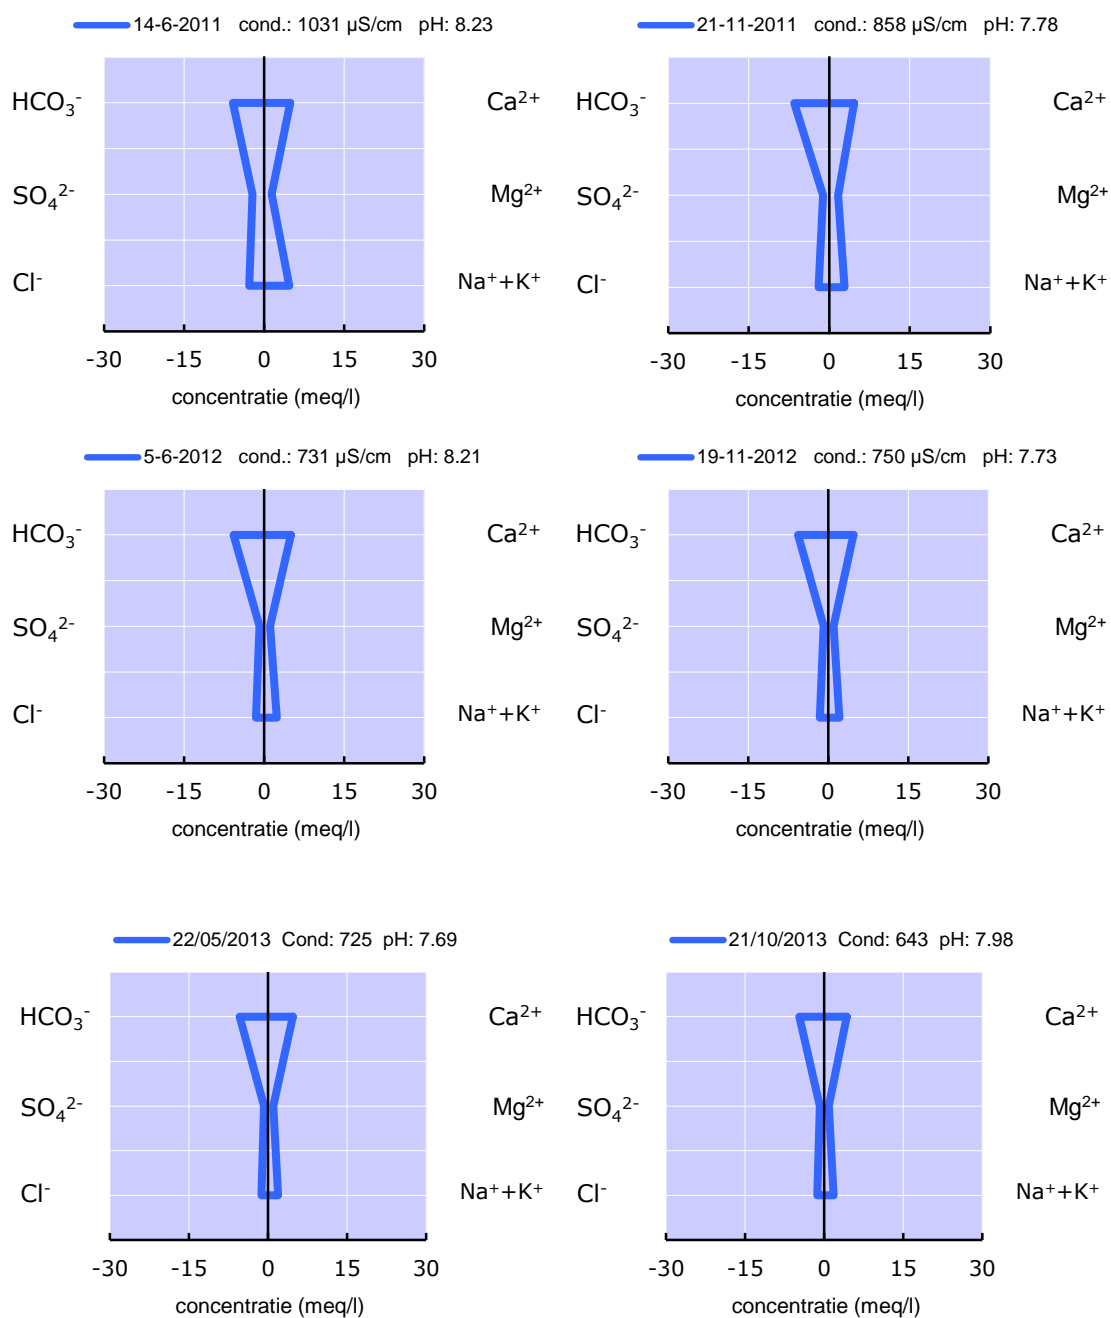 14-6-2011 cond.: 1031 µS/cm pH: 8.23
HCO₃⁻ Ca²⁺
SO₄²⁻ Mg²⁺
Cl⁻ Na⁺+K⁺
-30 -15 0 15 30
concentratie (meq/l)
21-11-2011 cond.: 858 µS/cm pH: 7.78
HCO₃⁻ Ca²⁺
SO₄²⁻ Mg²⁺
Cl⁻ Na⁺+K⁺
-30 -15 0 15 30
concentratie (meq/l)
5-6-2012 cond.: 731 µS/cm pH: 8.21
HCO₃⁻ Ca²⁺
SO₄²⁻ Mg²⁺
Cl⁻ Na⁺+K⁺
-30 -15 0 15 30
concentratie (meq/l)
19-11-2012 cond.: 750 µS/cm pH: 7.73
HCO₃⁻ Ca²⁺
SO₄²⁻ Mg²⁺
Cl⁻ Na⁺+K⁺
-30 -15 0 15 30
concentratie (meq/l)
22/05/2013 Cond: 725 pH: 7.69
HCO₃⁻ Ca²⁺
SO₄²⁻ Mg²⁺
Cl⁻ Na⁺+K⁺
-30 -15 0 15 30
concentratie (meq/l)
21/10/2013 Cond: 643 pH: 7.98
HCO₃⁻ Ca²⁺
SO₄²⁻ Mg²⁺
Cl⁻ Na⁺+K⁺
-30 -15 0 15 30
concentratie (meq/l)